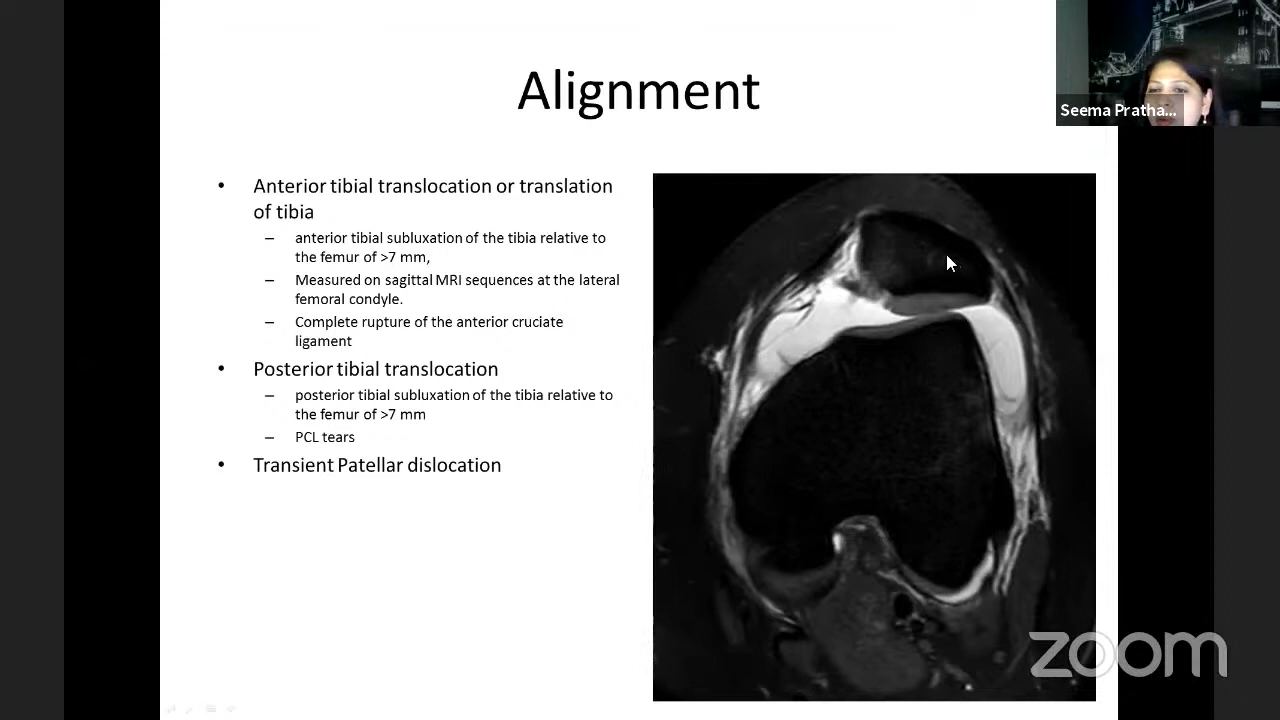 Alignment
Seema Pratha...
• Anterior tibial translocation or translation
of tibia
– anterior tibial subluxation of the tibia relative to
the femur of >7 mm,
– Measured on sagittal MRI sequences at the lateral
femoral condyle.
– Complete rupture of the anterior cruciate
ligament
• Posterior tibial translocation
– posterior tibial subluxation of the tibia relative to
the femur of >7 mm
– PCL tears
• Transient Patellar dislocation
zoom